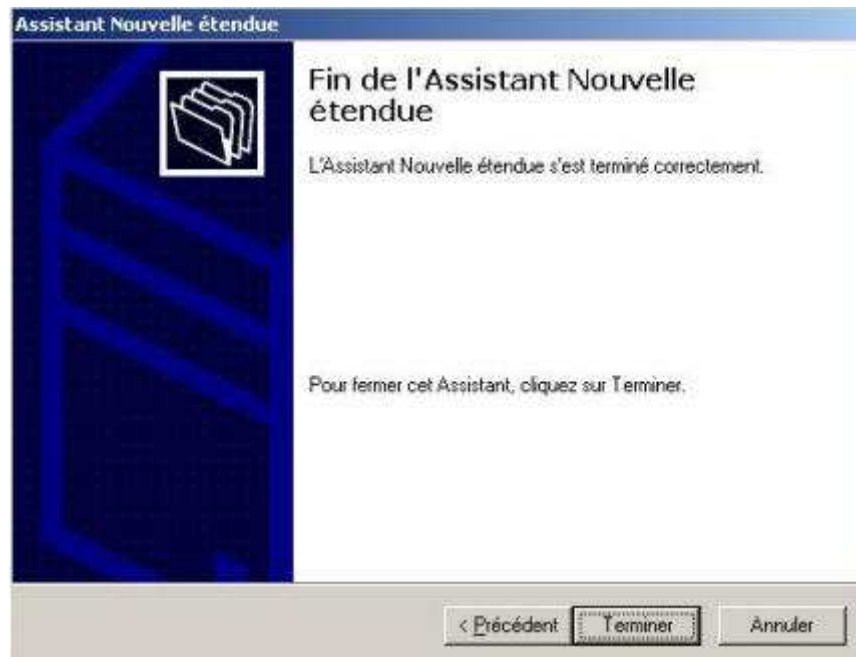 Assistant Nouvelle étendue
Fin de l'Assistant Nouvelle
étendue
L'Assistant Nouvelle étendue s'est terminé correctement.
Pour fermer cet Assistant, cliquez sur Terminer.
< Précédent Terminer Annuler